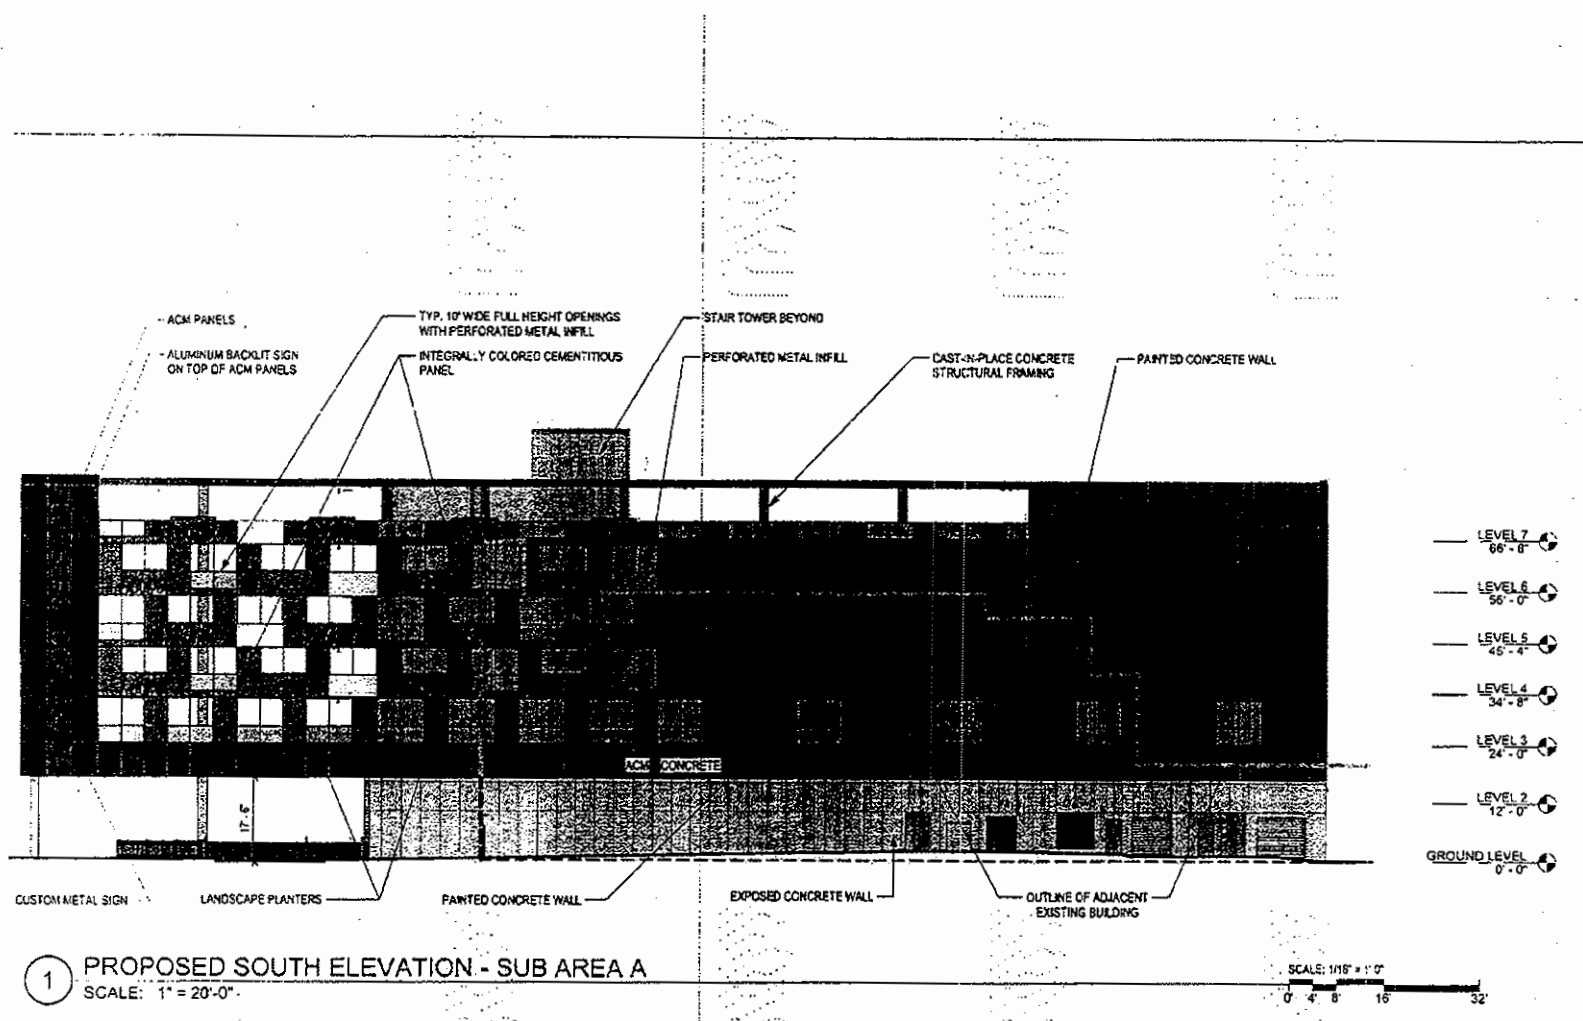 ACM PANELS
ALUMINUM BACKLIT SIGN
ON TOP OF ACM PANELS
TYP. 10' WIDE FULL HEIGHT OPENINGS
WITH PERFORATED METAL INFILL
INTEGRALLY COLORED CEMENTITIOUS
PANEL
STAIR TOWER BEYOND
PERFORATED METAL INFILL
CAST-IN-PLACE CONCRETE
STRUCTURAL FRAMING
PAINTED CONCRETE WALL
LEVEL 7
66' - 8"
LEVEL 6
56' - 0"
LEVEL 5
45' - 4"
LEVEL 4
34' - 8"
LEVEL 3
24' - 0"
LEVEL 2
12' - 0"
GROUND LEVEL
0' - 0"
ACM CONCRETE
17'-6"
CUSTOM METAL SIGN
LANDSCAPE PLANTERS
PAINTED CONCRETE WALL
EXPOSED CONCRETE WALL
OUTLINE OF ADJACENT
EXISTING BUILDING
1
PROPOSED SOUTH ELEVATION - SUB AREA A
SCALE: 1" = 20'-0"
SCALE: 1/16" = 1' 0"
0' 4' 8' 16' 32'